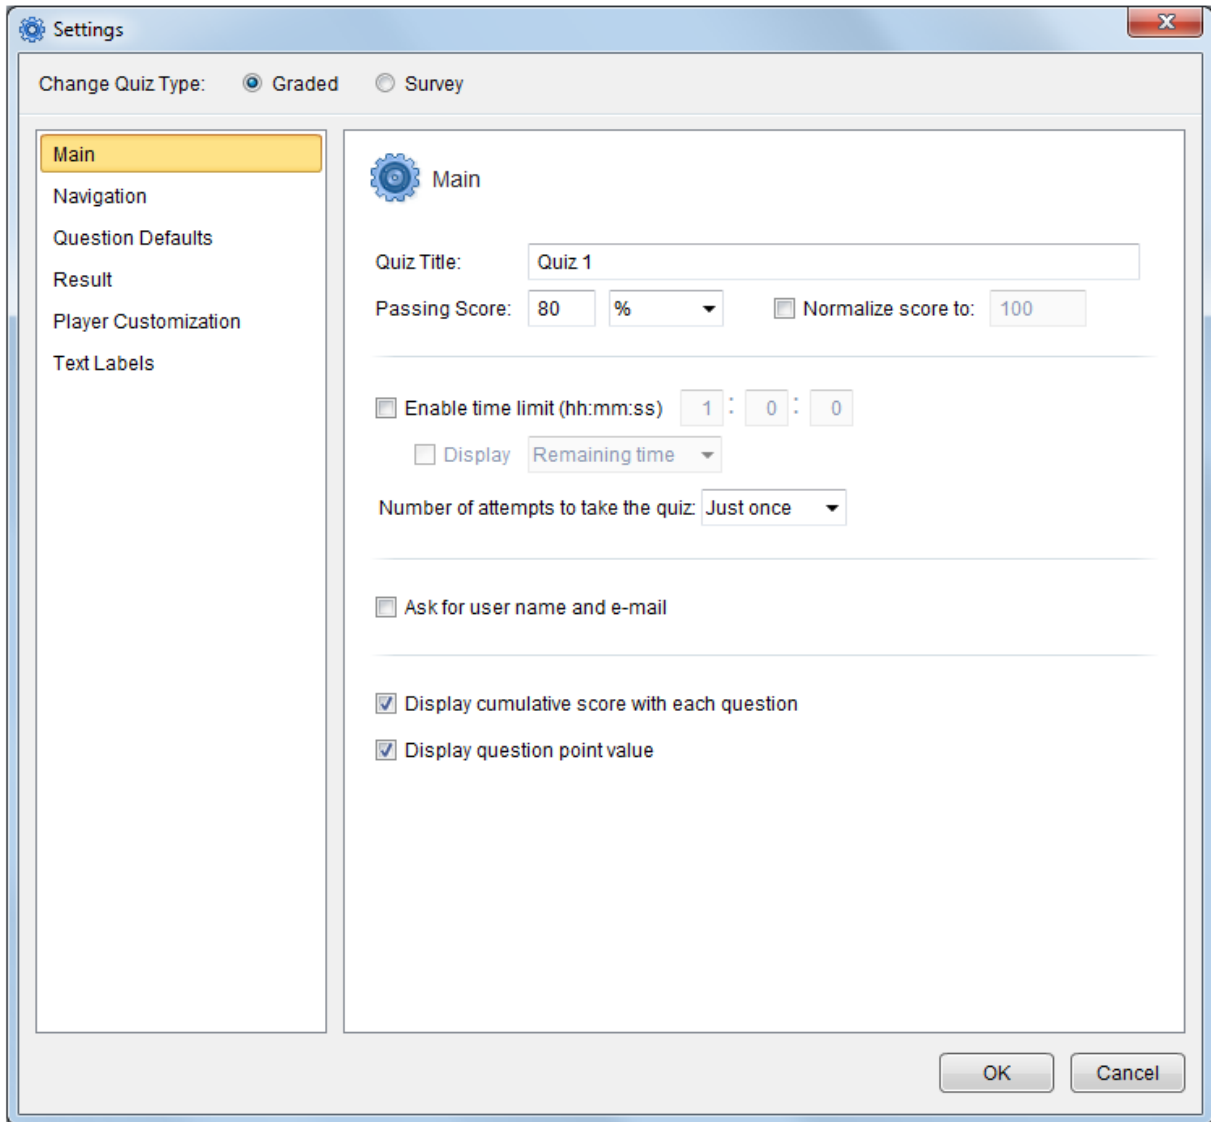 Settings
Change Quiz Type: Graded Survey
Main
Navigation
Question Defaults
Result
Player Customization
Text Labels
Main
Quiz Title: Quiz 1
Passing Score: 80 % Normalize score to: 100
Enable time limit (hh:mm:ss) 1 : 0 : 0
Display Remaining time
Number of attempts to take the quiz: Just once
Ask for user name and e-mail
Display cumulative score with each question
Display question point value
OK Cancel